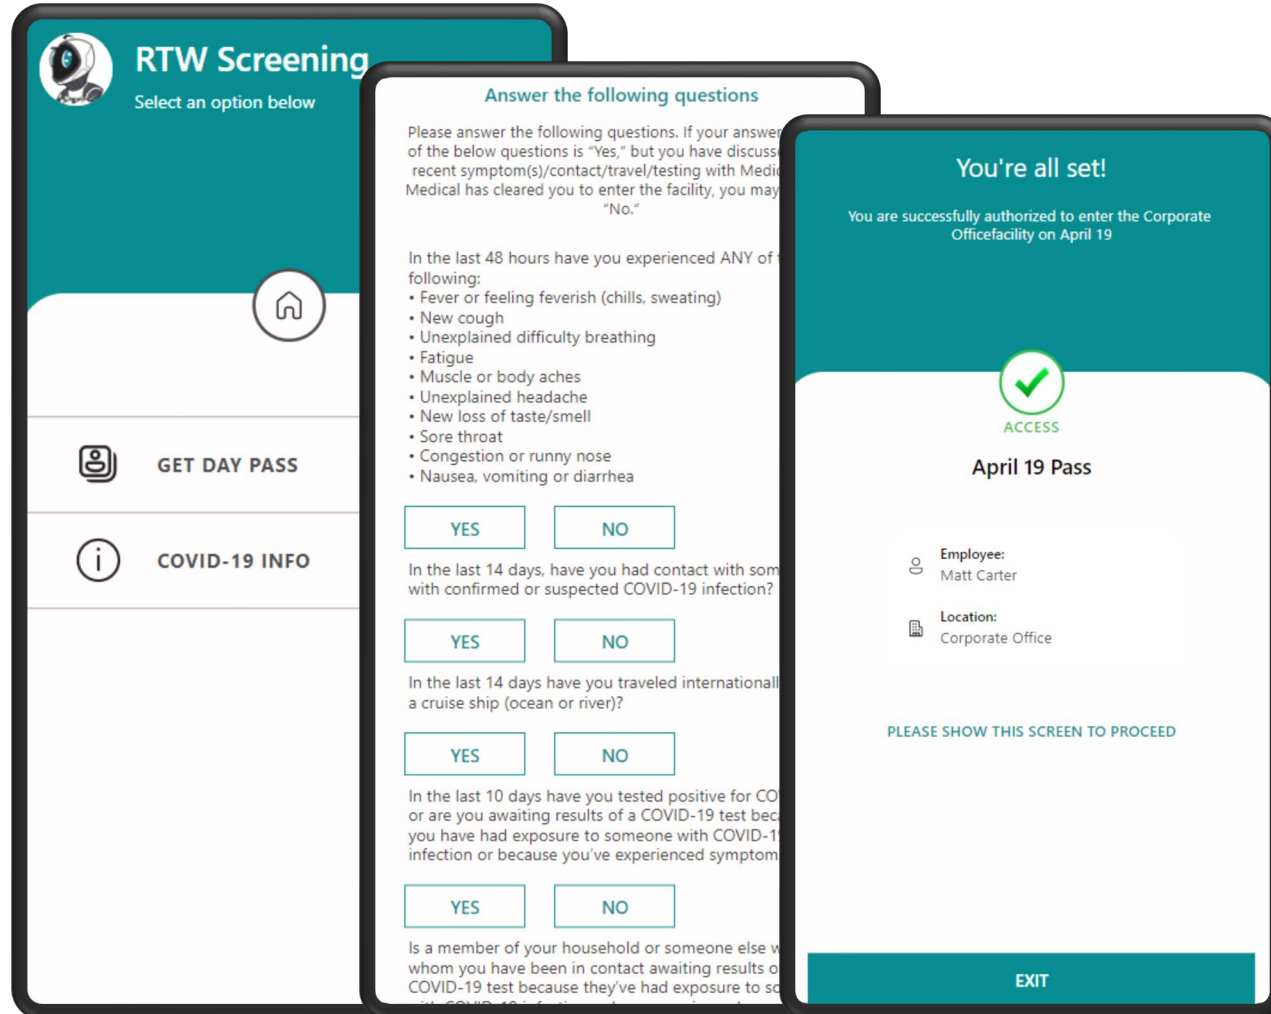 RTW Screening
Select an option below
GET DAY PASS
COVID-19 INFO
Answer the following questions
Please answer the following questions. If your answer
of the below questions is "Yes," but you have
recent symptom(s)/contact/travel/testing with
Medical has cleared you to enter the facility, you may
"No."
In the last 48 hours have you experienced ANY of
following:
• Fever or feeling feverish (chills, sweating)
• New cough
• Unexplained difficulty breathing
• Fatigue
• Muscle or body aches
• Unexplained headache
• New loss of taste/smell
• Sore throat
• Congestion or runny nose
• Nausea, vomiting or diarrhea
YES NO
In the last 14 days, have you had contact with
with confirmed or suspected COVID-19 infection?
YES NO
In the last 14 days have you traveled
a cruise ship (ocean or river)?
YES NO
In the last 10 days have you tested positive for
or are you awaiting results of a COVID-19 test
you have had exposure to someone with
infection or because you've experienced
YES NO
Is a member of your household or someone else
whom you have been in contact awaiting results
COVID-19 test because they've had exposure to
You're all set!
You are successfully authorized to enter the Corporate
Officefacility on April 19
ACCESS
April 19 Pass
Employee:
Matt Carter
Location:
Corporate Office
PLEASE SHOW THIS SCREEN TO PROCEED
EXIT